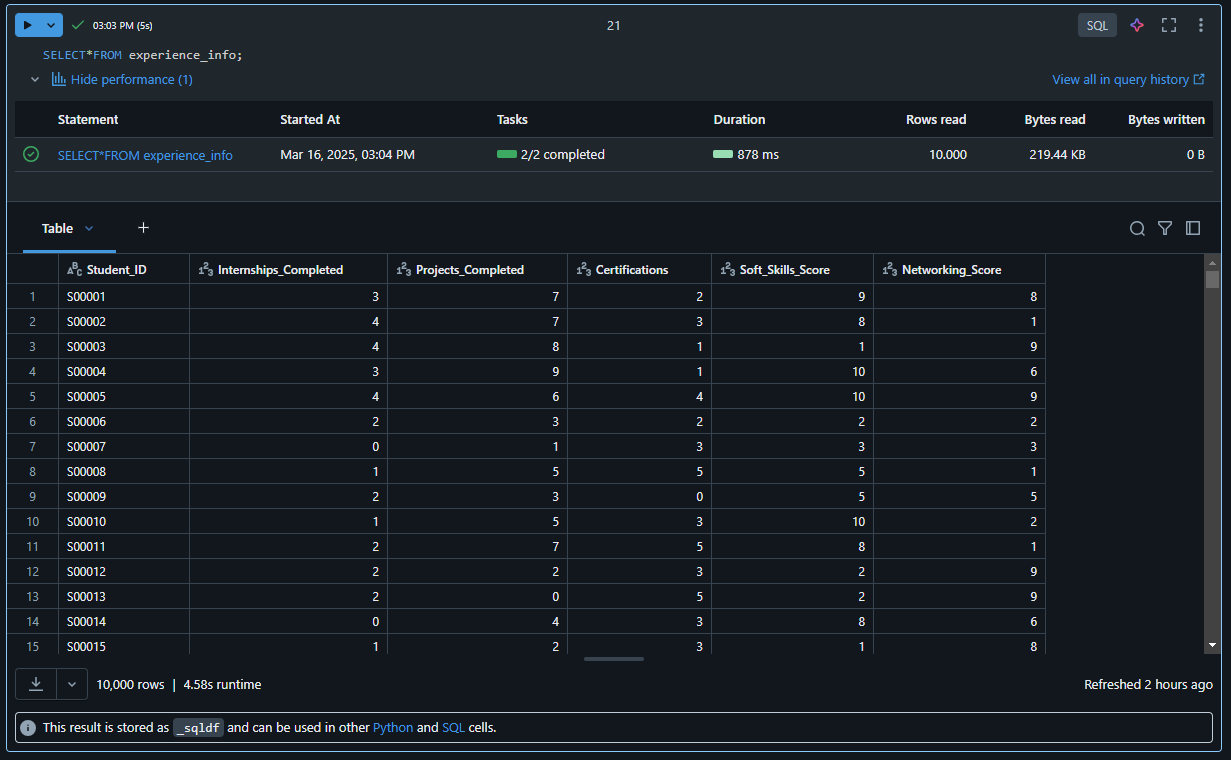 03:03 PM (5s) 21 SQL
SELECT*FROM experience_info;
Hide performance (1) View all in query history
Statement Started At Tasks Duration Rows read Bytes read Bytes written
SELECT*FROM experience_info Mar 16, 2025, 03:04 PM 2/2 completed 878 ms 10.000 219.44 KB 0 B
Table +
ABC Student_ID 123 Internships_Completed 123 Projects_Completed 123 Certifications 123 Soft_Skills_Score 123 Networking_Score
1 S00001 3 7 2 9 8
2 S00002 4 7 3 8 1
3 S00003 4 8 1 1 9
4 S00004 3 9 1 10 6
5 S00005 4 6 4 10 9
6 S00006 2 3 2 2 2
7 S00007 0 1 3 3 3
8 S00008 1 5 5 5 1
9 S00009 2 3 0 5 5
10 S00010 1 5 3 10 2
11 S00011 2 7 5 8 1
12 S00012 2 2 3 2 9
13 S00013 2 0 5 2 9
14 S00014 0 4 3 8 6
15 S00015 1 2 3 1 8
10,000 rows | 4.58s runtime Refreshed 2 hours ago
This result is stored as _sqldf and can be used in other Python and SQL cells.